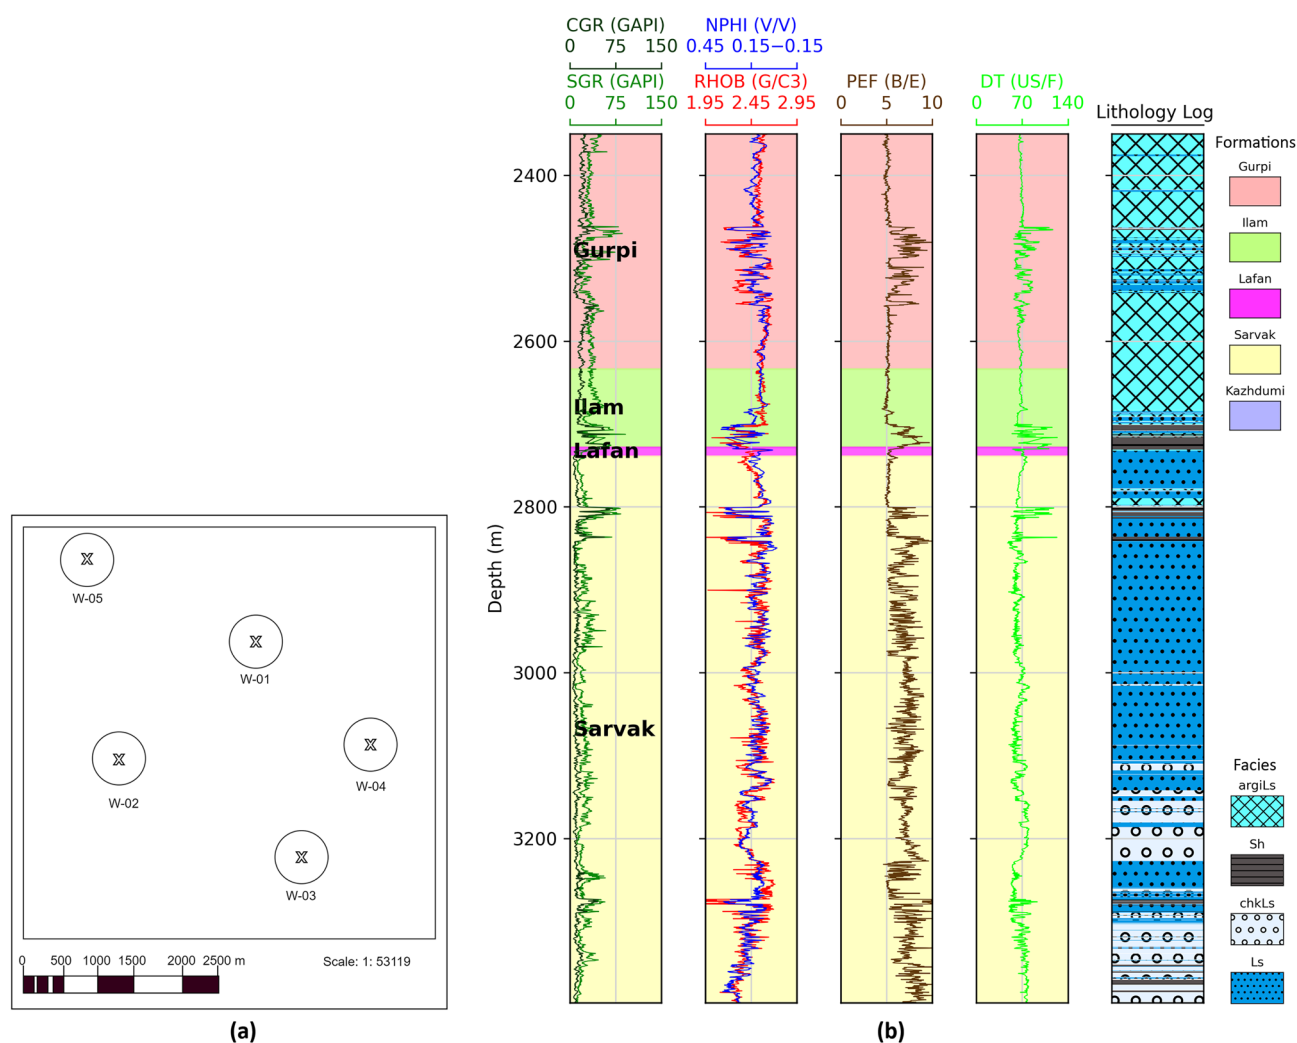 CGR (GAPI)
0 75 150
SGR (GAPI)
0 75 150
NPHI (V/V)
0.45 0.15−0.15
RHOB (G/C3)
1.95 2.45 2.95
PEF (B/E)
0 5 10
DT (US/F)
0 70 140
Lithology Log
Depth (m)
2400
2600
2800
3000
3200
Gurpi
Ilam
Lafan
Sarvak
Formations
Gurpi
Ilam
Lafan
Sarvak
Kazhdumi
Facies
argiLs
Sh
chkLs
Ls
X
W-05
X
W-01
X
W-02
X
W-04
X
W-03
0 500 1000 1500 2000 2500 m
Scale: 1: 53119
(a)
(b)